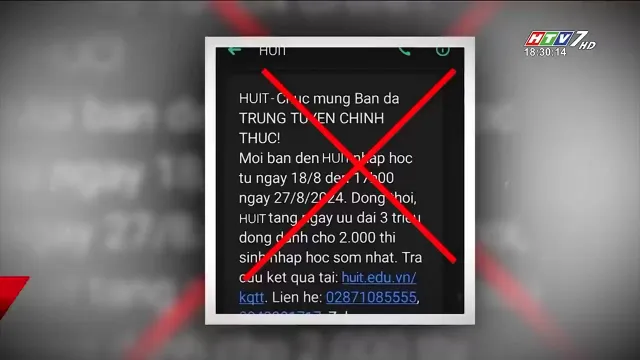 HTV7 HD
18:30:14
HUIT
HUIT - Chuc mung Ban da
TRUNG TUYEN CHINH
THUC!
Moi ban den HUIT nhap hoc
tu ngay 18/8 den 17h00
ngay 27/8/2024. Dong thoi,
HUIT tang ngay uu dai 3 trieu
dong danh cho 2.000 thi
sinh nhap hoc som nhat. Tra
cuu ket qua tai: huit.edu.vn/
kqtt. Lien he: 02871085555,